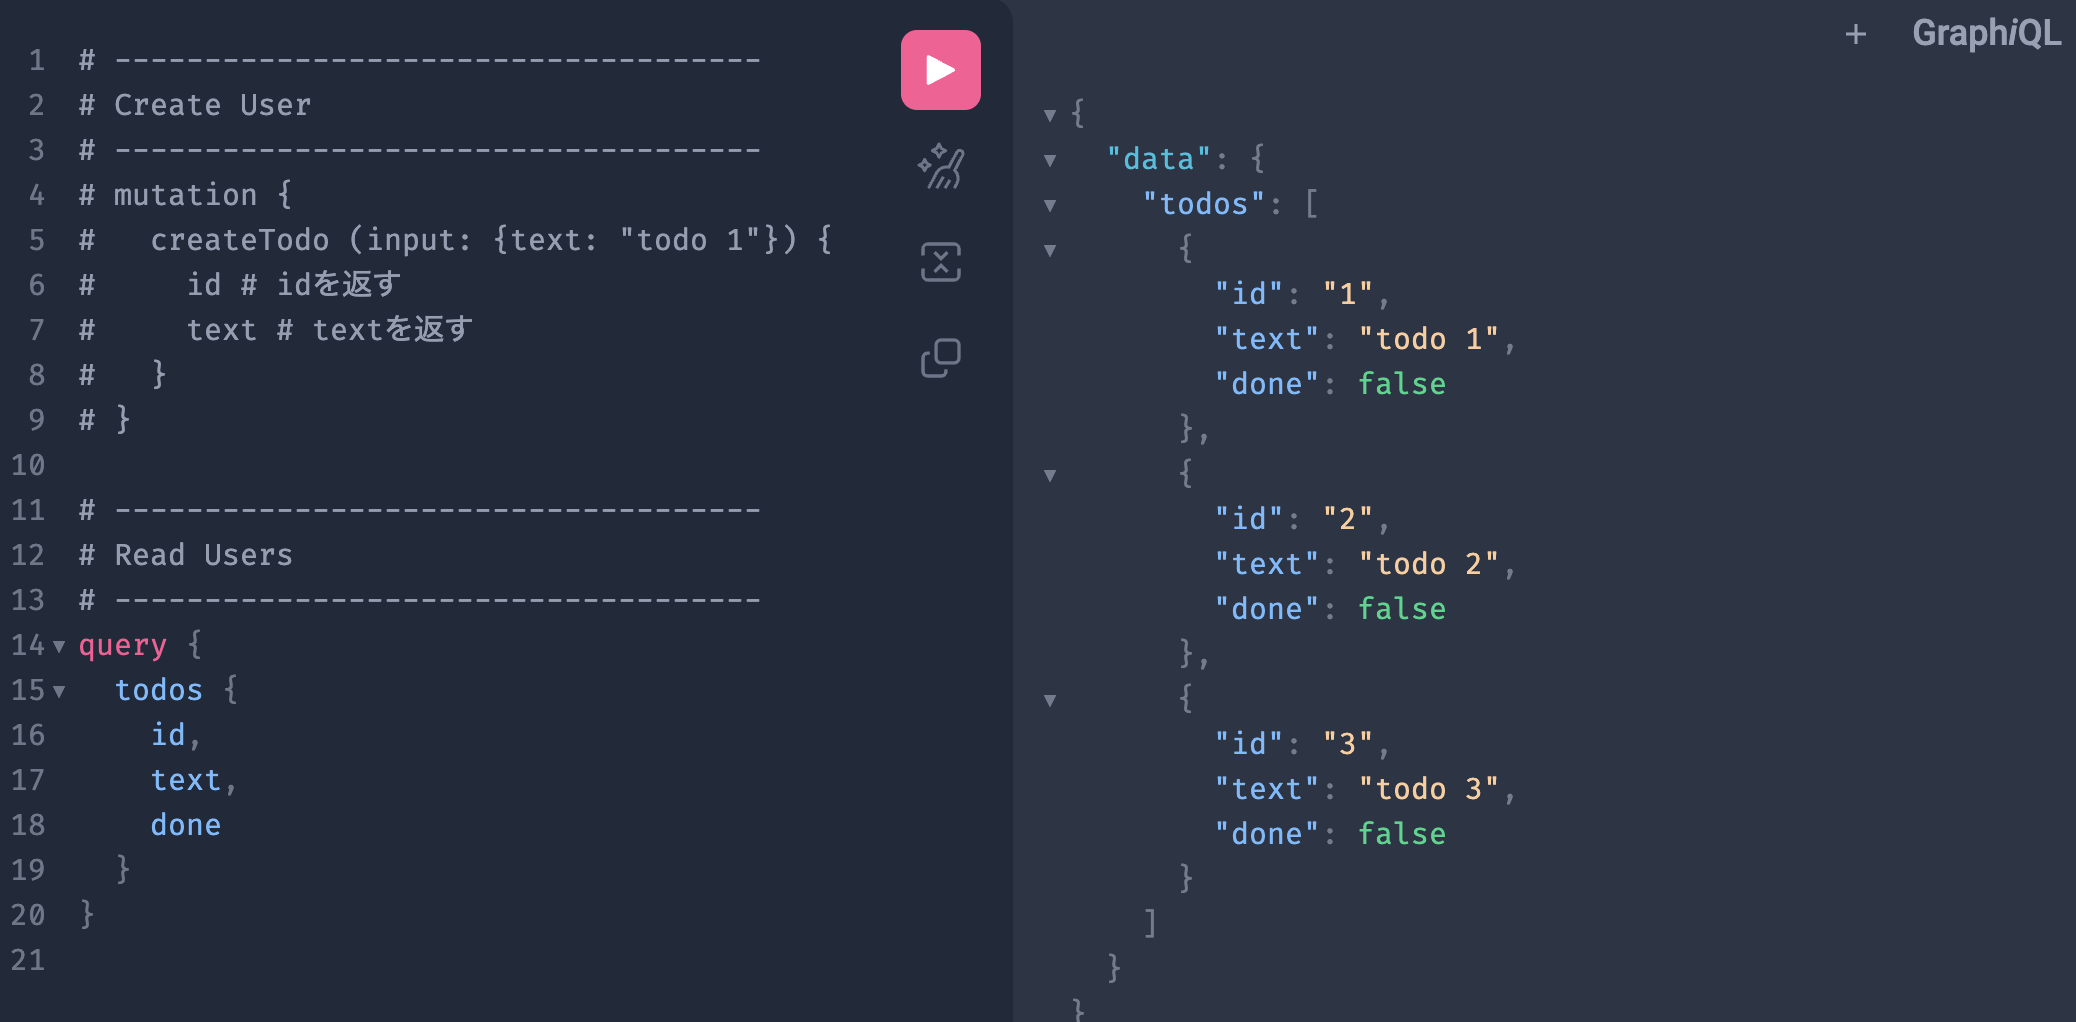 1 # ------------------------------------
2 # Create User
3 # ------------------------------------
4 # mutation {
5 #   createTodo (input: {text: "todo 1"}) {
6 #     id # idを返す
7 #     text # textを返す
8 #   }
9 # }
10
11 # ------------------------------------
12 # Read Users
13 # ------------------------------------
14 query {
15   todos {
16     id,
17     text,
18     done
19   }
20 }
21
+ GraphiQL
{
  "data": {
    "todos": [
      {
        "id": "1",
        "text": "todo 1",
        "done": false
      },
      {
        "id": "2",
        "text": "todo 2",
        "done": false
      },
      {
        "id": "3",
        "text": "todo 3",
        "done": false
      }
    ]
  }
}